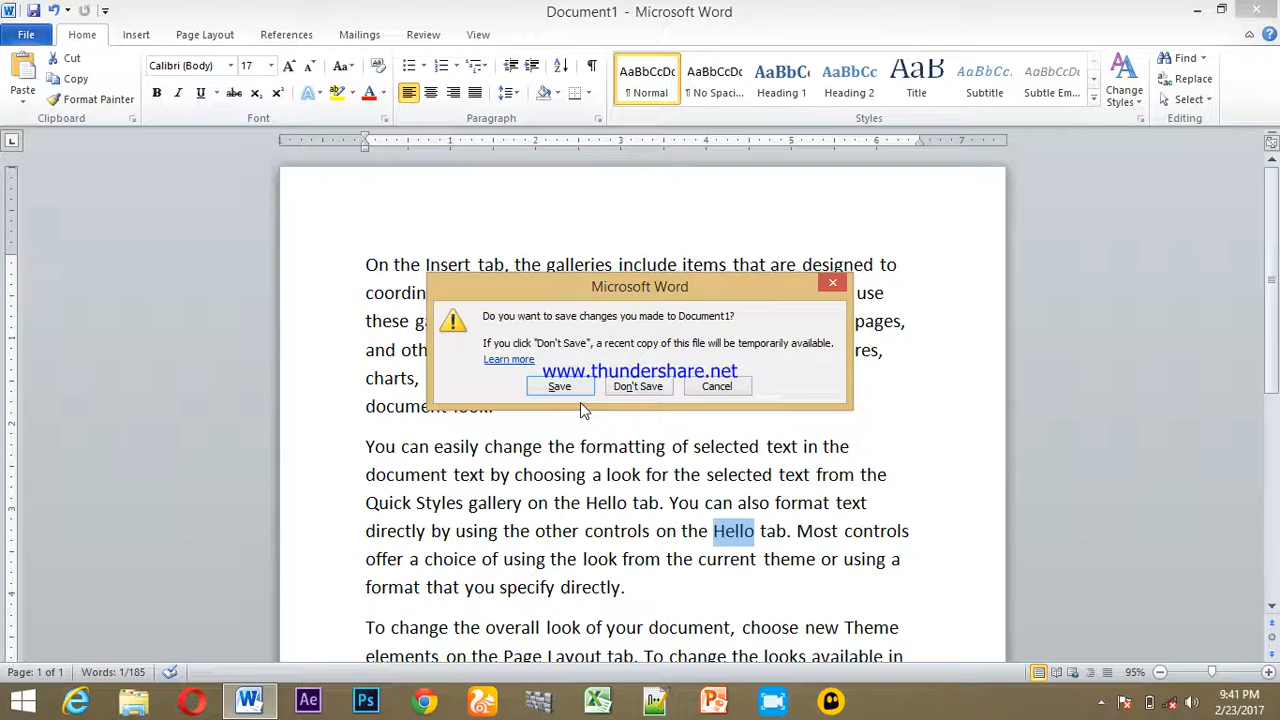 Document1 - Microsoft Word
File Home Insert Page Layout References Mailings Review View
Paste
Cut
Copy
Format Painter
Clipboard
Calibri (Body) 17
Font
Paragraph
AaBbCcDc AaBbCcDc AaBbCc AaBbCc AaB AaBbCcDc AaBbCcDc
¶ Normal ¶ No Spaci... Heading 1 Heading 2 Title Subtitle Subtle Em...
Change
Styles
Styles
Find
Replace
Select
Editing
1 2 3 4 5 6 7
On the Insert tab, the galleries include items that are designed to
coordin use
these ga pages,
and oth res,
charts,
document look.
Microsoft Word
Do you want to save changes you made to Document1?
If you click "Don't Save", a recent copy of this file will be temporarily available.
Learn more
www.thundershare.net
Save Don't Save Cancel
You can easily change the formatting of selected text in the
document text by choosing a look for the selected text from the
Quick Styles gallery on the Hello tab. You can also format text
directly by using the other controls on the Hello tab. Most controls
offer a choice of using the look from the current theme or using a
format that you specify directly.
To change the overall look of your document, choose new Theme
elements on the Page Layout tab. To change the looks available in
Page: 1 of 1 Words: 1/185 95%
9:41 PM
2/23/2017